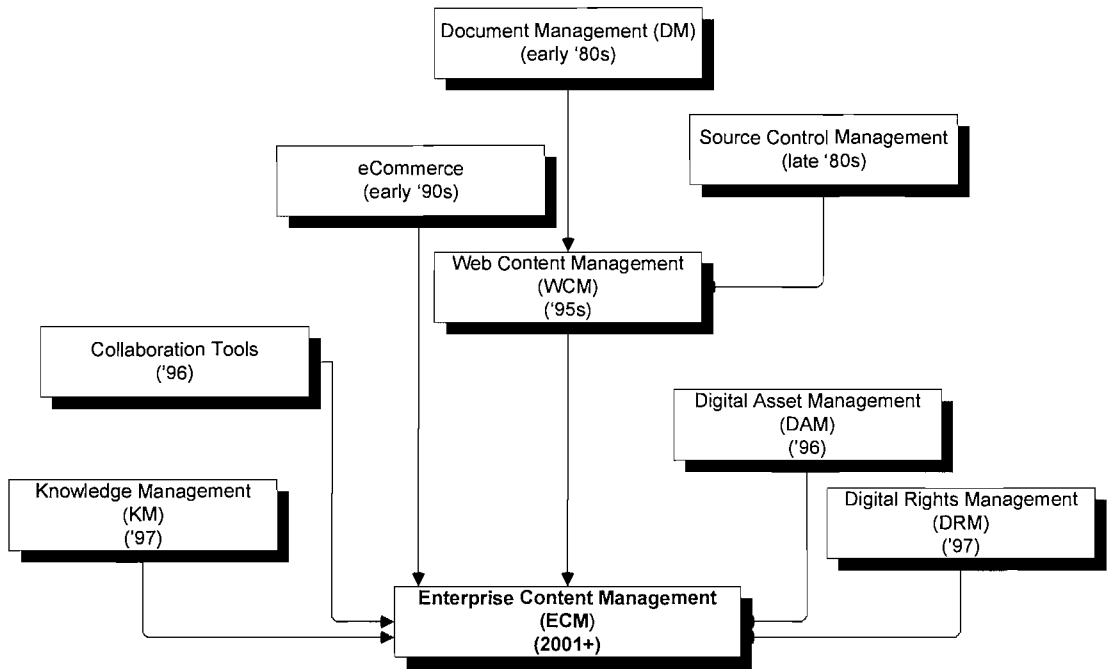 Document Management (DM)
(early ‘80s)
Source Control Management
(late ‘80s)
eCommerce
(early ‘90s)
Web Content Management
(WCM)
(‘95s)
Collaboration Tools
(’96)
Digital Asset Management
(DAM)
(’96)
Knowledge Management
(KM)
(’97)
Digital Rights Management
(DRM)
(’97)
Enterprise Content Management
(ECM)
(2001+)